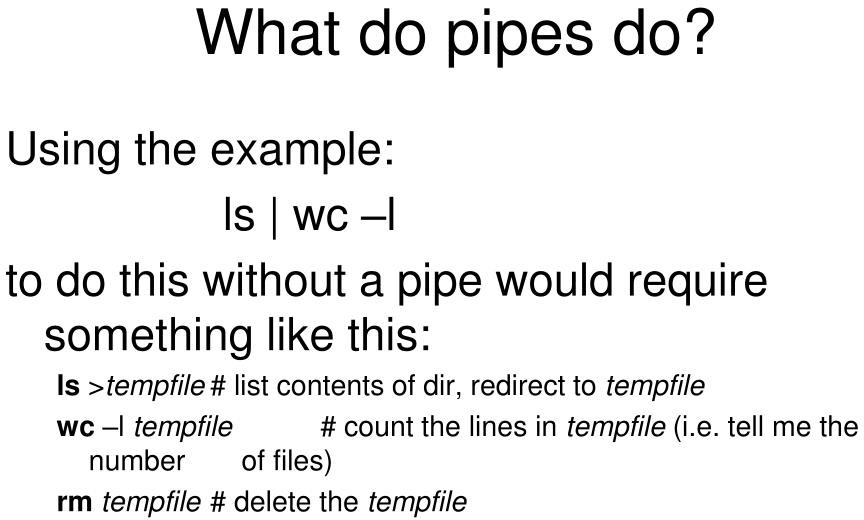 What do pipes do?
Using the example:
ls | wc –l
to do this without a pipe would require
something like this:
ls >tempfile # list contents of dir, redirect to tempfile
wc –l tempfile # count the lines in tempfile (i.e. tell me the
number of files)
rm tempfile # delete the tempfile